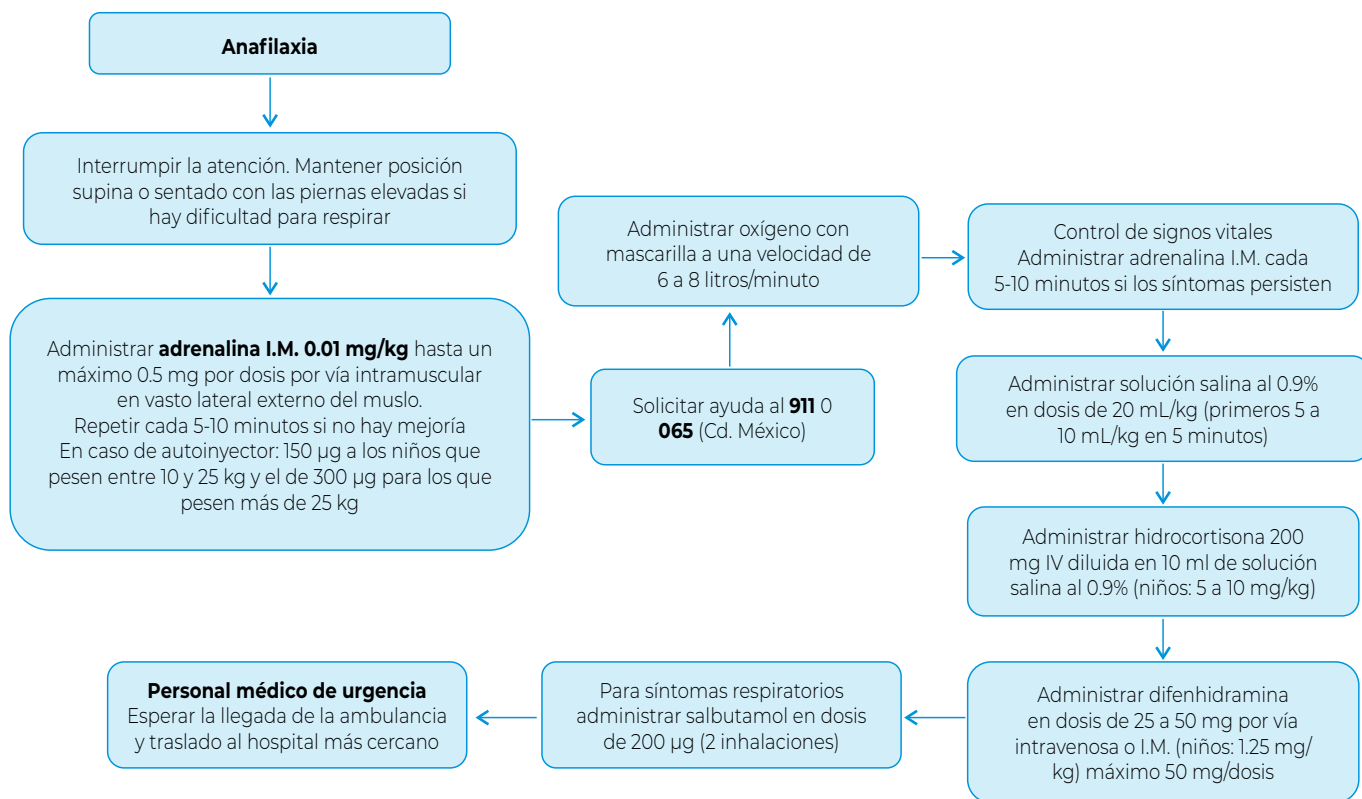 Anafilaxia
Interrumpir la atención. Mantener posición
supina o sentado con las piernas elevadas si
hay dificultad para respirar
Administrar adrenalina I.M. 0.01 mg/kg hasta un
máximo 0.5 mg por dosis por vía intramuscular
en vasto lateral externo del muslo.
Repetir cada 5-10 minutos si no hay mejoría
En caso de autoinyector: 150 µg a los niños que
pesen entre 10 y 25 kg y el de 300 µg para los que
pesen más de 25 kg
Solicitar ayuda al 911 0
065 (Cd. México)
Administrar oxígeno con
mascarilla a una velocidad de
6 a 8 litros/minuto
Control de signos vitales
Administrar adrenalina I.M. cada
5-10 minutos si los síntomas persisten
Administrar solución salina al 0.9%
en dosis de 20 mL/kg (primeros 5 a
10 mL/kg en 5 minutos)
Administrar hidrocortisona 200
mg IV diluida en 10 ml de solución
salina al 0.9% (niños: 5 a 10 mg/kg)
Administrar difenhidramina
en dosis de 25 a 50 mg por vía
intravenosa o I.M. (niños: 1.25 mg/
kg) máximo 50 mg/dosis
Para síntomas respiratorios
administrar salbutamol en dosis
de 200 µg (2 inhalaciones)
Personal médico de urgencia
Esperar la llegada de la ambulancia
y traslado al hospital más cercano